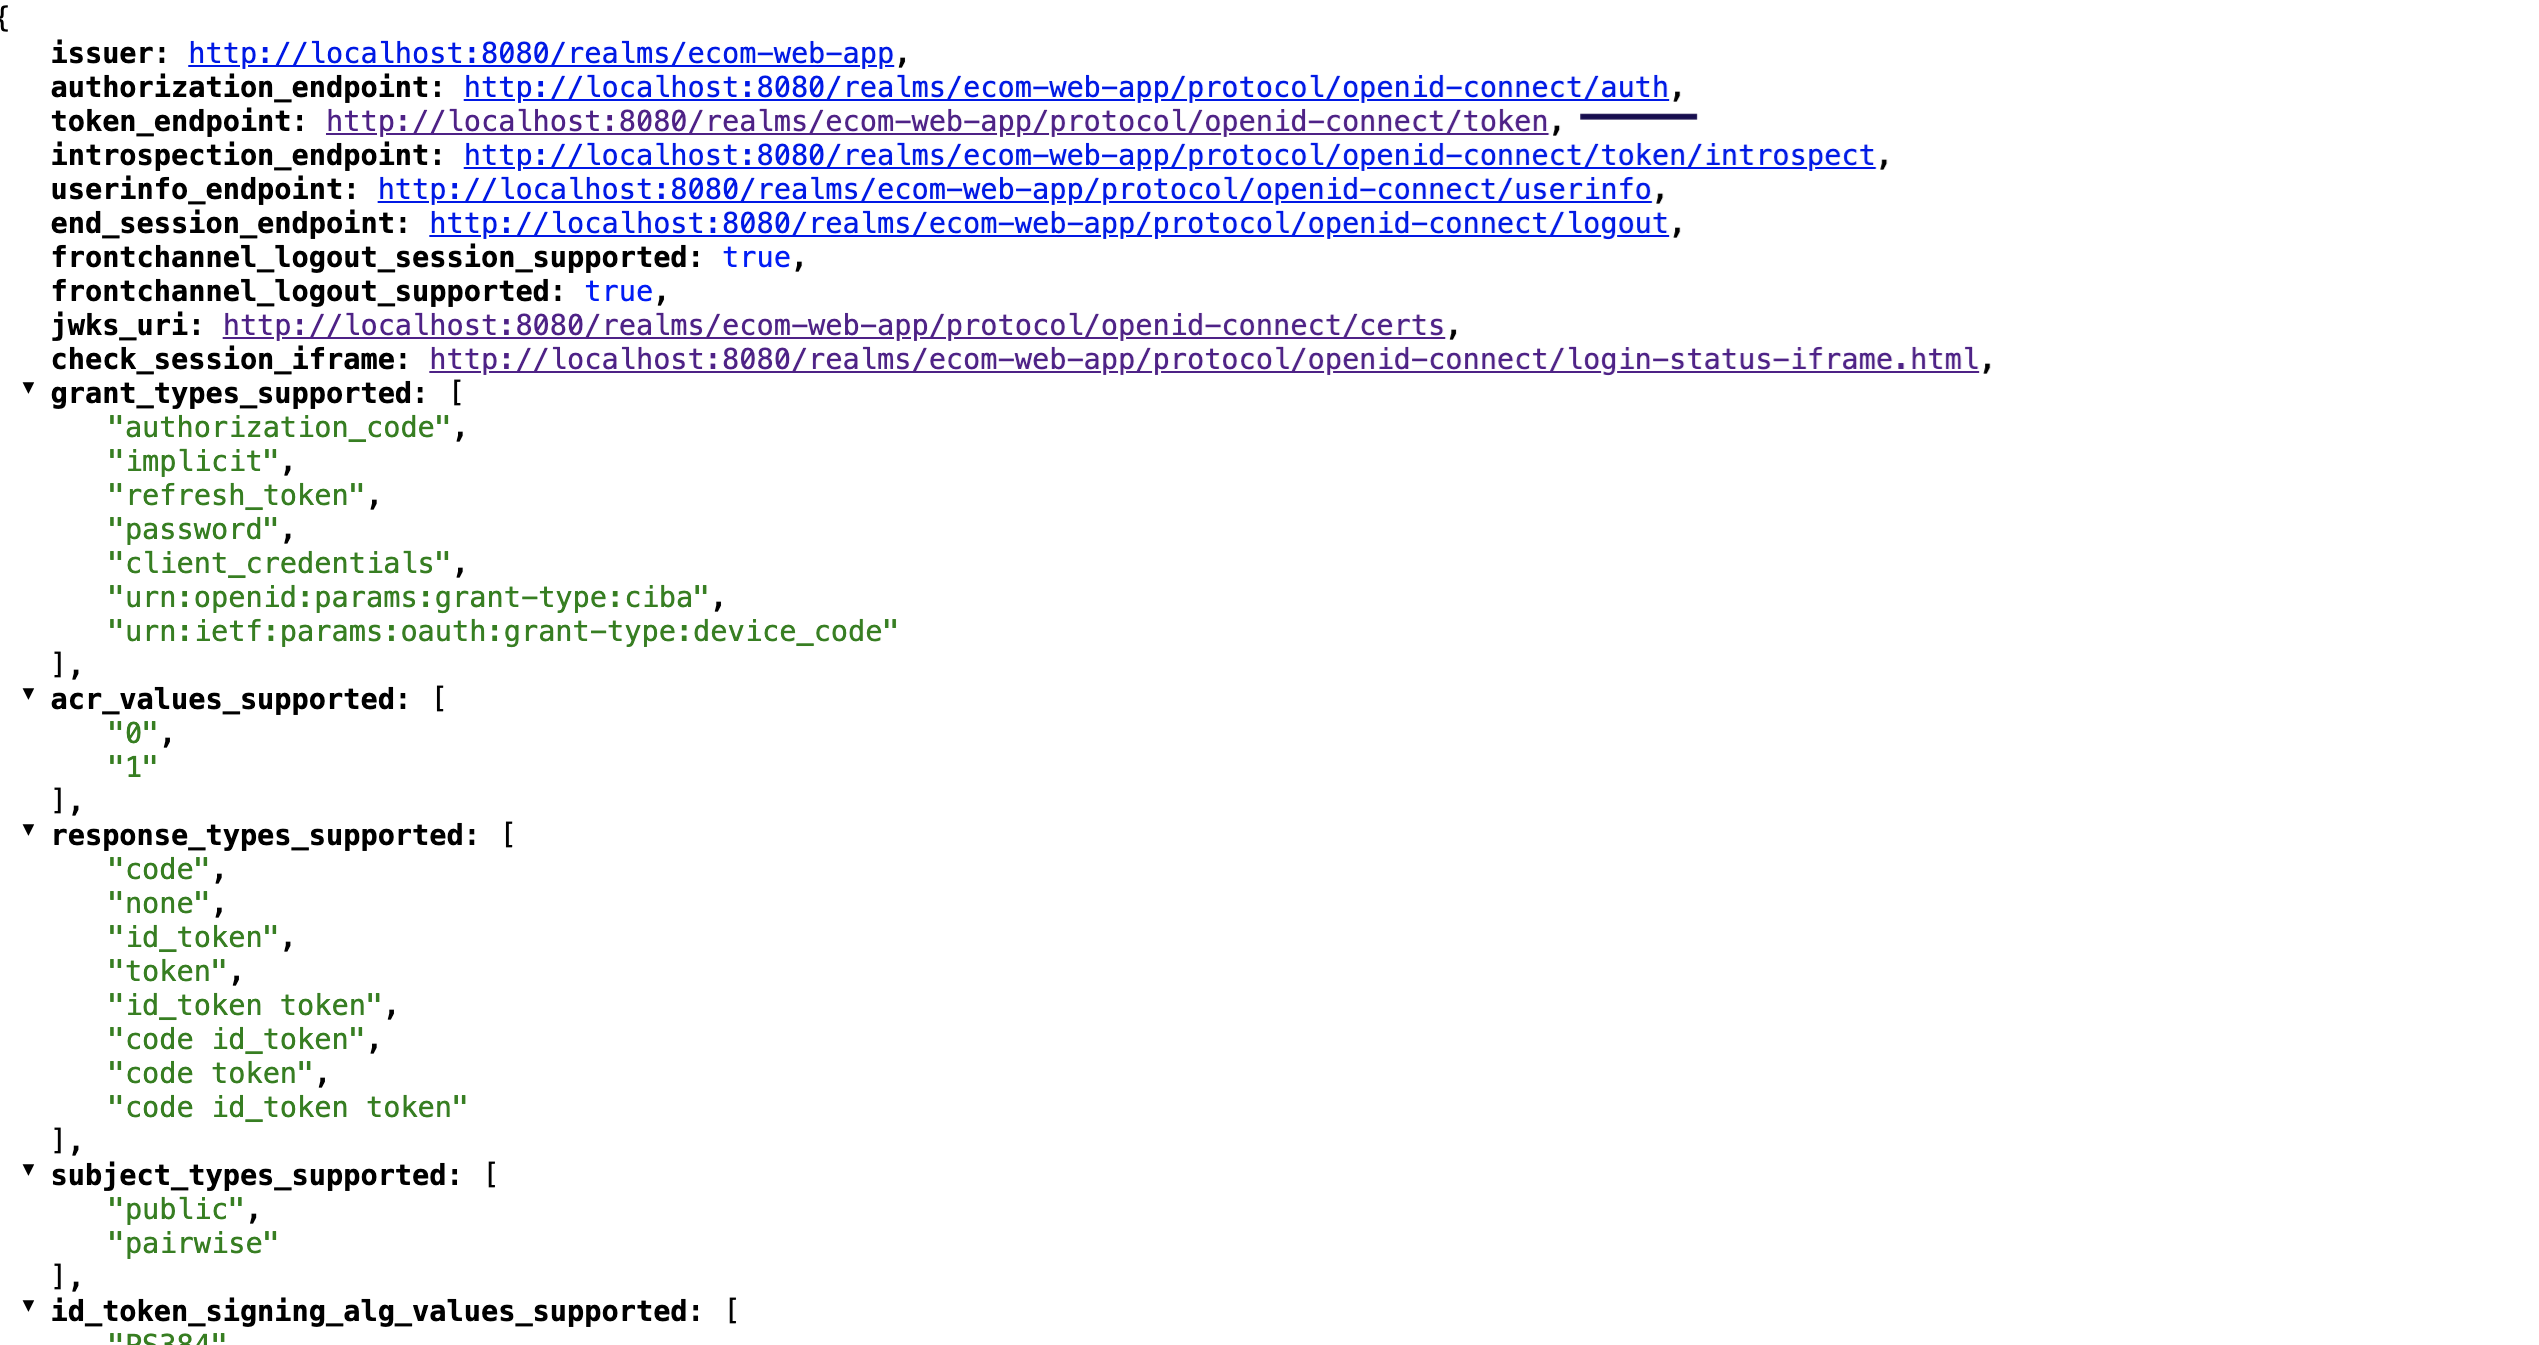 {
issuer: http://localhost:8080/realms/ecom-web-app,
authorization_endpoint: http://localhost:8080/realms/ecom-web-app/protocol/openid-connect/auth,
token_endpoint: http://localhost:8080/realms/ecom-web-app/protocol/openid-connect/token,
introspection_endpoint: http://localhost:8080/realms/ecom-web-app/protocol/openid-connect/token/introspect,
userinfo_endpoint: http://localhost:8080/realms/ecom-web-app/protocol/openid-connect/userinfo,
end_session_endpoint: http://localhost:8080/realms/ecom-web-app/protocol/openid-connect/logout,
frontchannel_logout_session_supported: true,
frontchannel_logout_supported: true,
jwks_uri: http://localhost:8080/realms/ecom-web-app/protocol/openid-connect/certs,
check_session_iframe: http://localhost:8080/realms/ecom-web-app/protocol/openid-connect/login-status-iframe.html,
grant_types_supported: [
"authorization_code",
"implicit",
"refresh_token",
"password",
"client_credentials",
"urn:openid:params:grant-type:ciba",
"urn:ietf:params:oauth:grant-type:device_code"
],
acr_values_supported: [
"0",
"1"
],
response_types_supported: [
"code",
"none",
"id_token",
"token",
"id_token token",
"code id_token",
"code token",
"code id_token token"
],
subject_types_supported: [
"public",
"pairwise"
],
id_token_signing_alg_values_supported: [
"PS384"